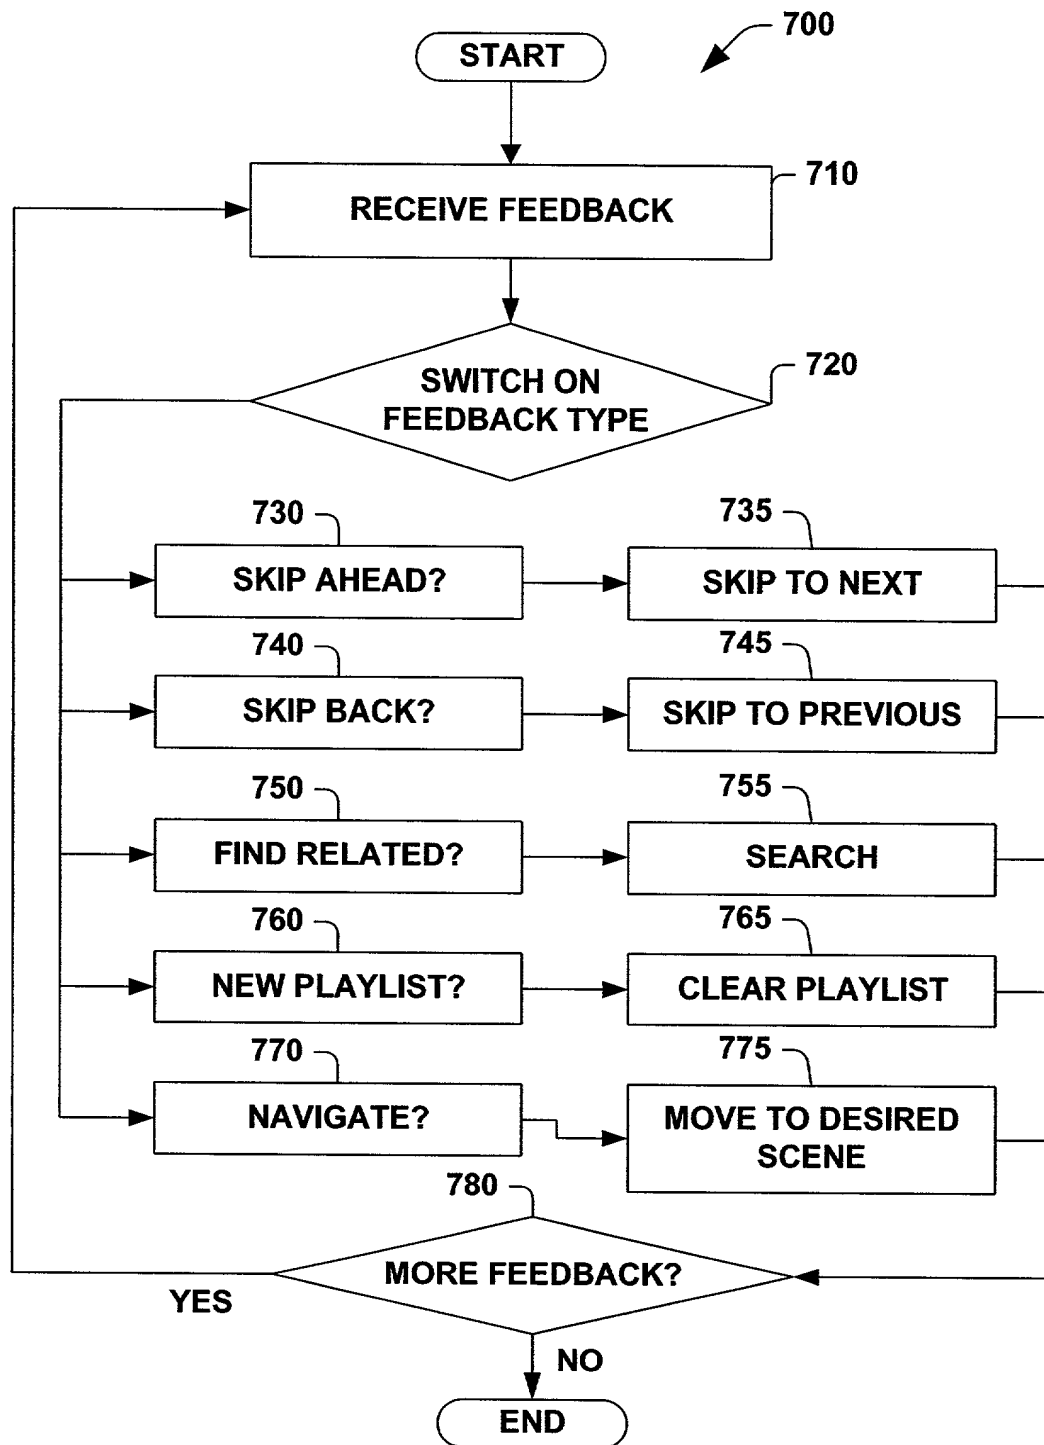 700
START
710
RECEIVE FEEDBACK
720
SWITCH ON
FEEDBACK TYPE
730
735
SKIP AHEAD?
SKIP TO NEXT
740
745
SKIP BACK?
SKIP TO PREVIOUS
750
755
FIND RELATED?
SEARCH
760
765
NEW PLAYLIST?
CLEAR PLAYLIST
770
775
NAVIGATE?
MOVE TO DESIRED
SCENE
780
MORE FEEDBACK?
YES
NO
END